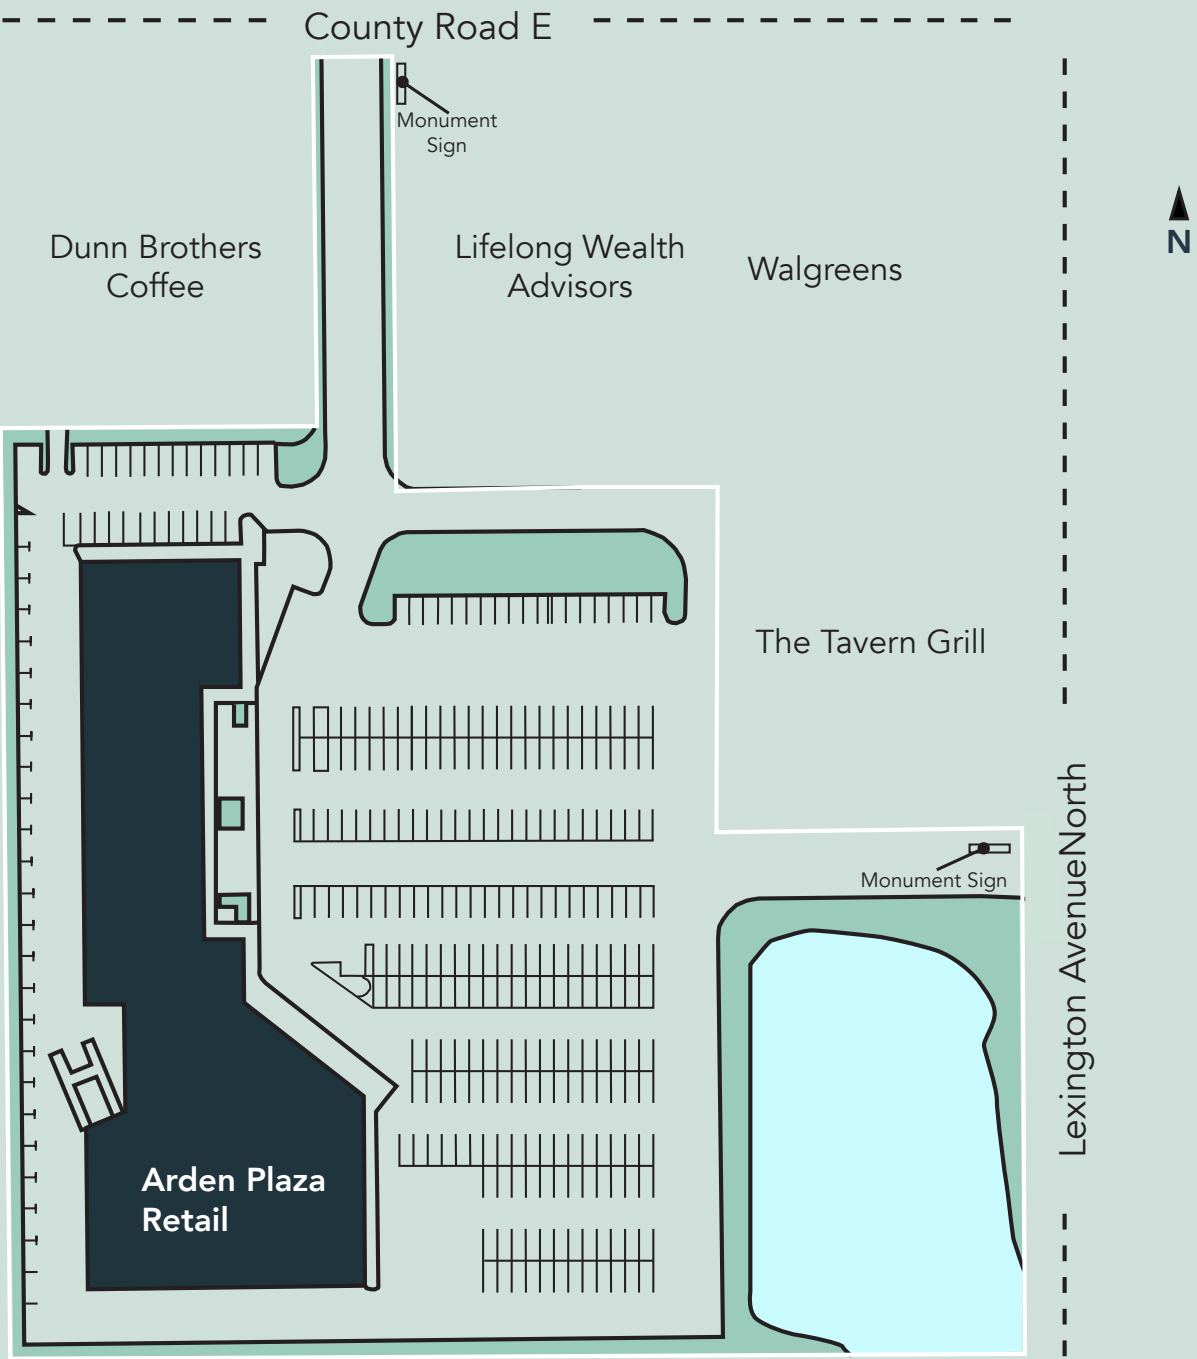 County Road E
Monument
Sign
Dunn Brothers
Coffee
Lifelong Wealth
Advisors
Walgreens
N
The Tavern Grill
Monument Sign
Lexington AvenueNorth
Arden Plaza
Retail